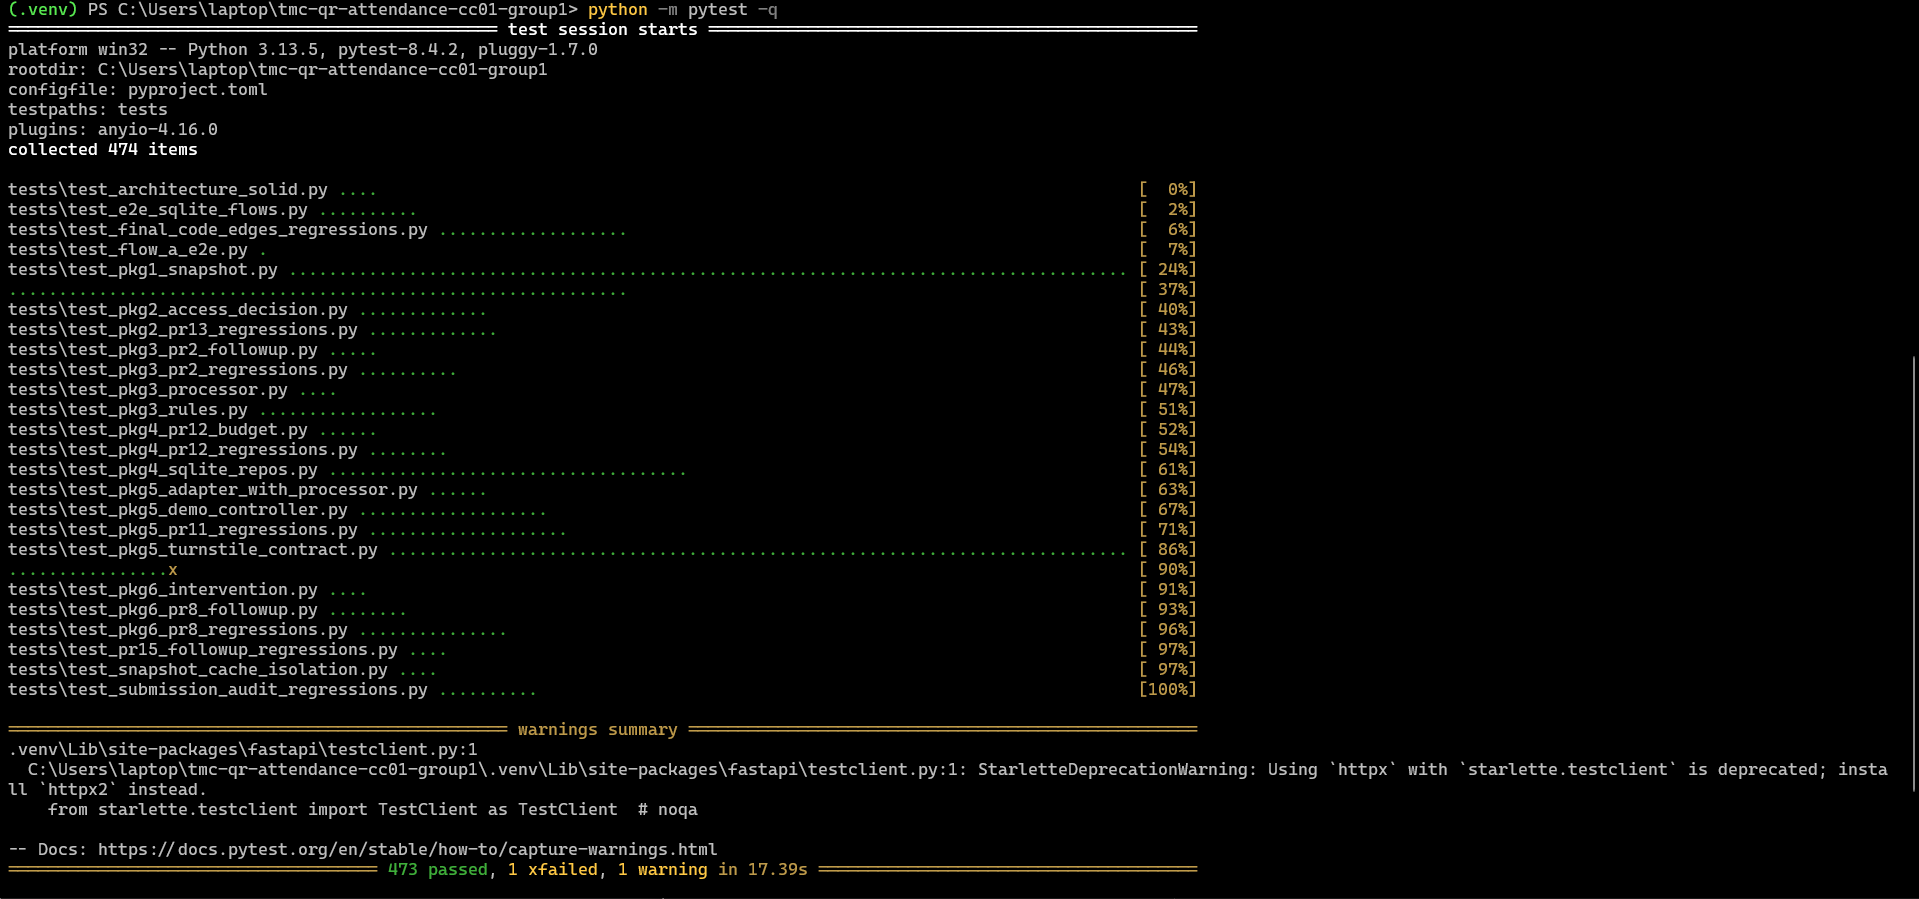 (.venv) PS C:\Users\laptop\tmc-qr-attendance-cc01-group1> python -m pytest -q
================================================= test session starts =================================================
platform win32 -- Python 3.13.5, pytest-8.4.2, pluggy-1.7.0
rootdir: C:\Users\laptop\tmc-qr-attendance-cc01-group1
configfile: pyproject.toml
testpaths: tests
plugins: anyio-4.16.0
collected 474 items
tests\test_architecture_solid.py .... [  0%]
tests\test_e2e_sqlite_flows.py .......... [  2%]
tests\test_final_code_edges_regressions.py ................... [  6%]
tests\test_flow_a_e2e.py . [  7%]
tests\test_pkg1_snapshot.py .................................................................................... [ 24%]
.............................................................. [ 37%]
tests\test_pkg2_access_decision.py ............. [ 40%]
tests\test_pkg2_pr13_regressions.py ............. [ 43%]
tests\test_pkg3_pr2_followup.py ..... [ 44%]
tests\test_pkg3_pr2_regressions.py .......... [ 46%]
tests\test_pkg3_processor.py .... [ 47%]
tests\test_pkg3_rules.py .................. [ 51%]
tests\test_pkg4_pr12_budget.py ...... [ 52%]
tests\test_pkg4_pr12_regressions.py ........ [ 54%]
tests\test_pkg4_sqlite_repos.py .................................... [ 61%]
tests\test_pkg5_adapter_with_processor.py ...... [ 63%]
tests\test_pkg5_demo_controller.py ................... [ 67%]
tests\test_pkg5_pr11_regressions.py .................... [ 71%]
tests\test_pkg5_turnstile_contract.py .......................................................................... [ 86%]
................x [ 90%]
tests\test_pkg6_intervention.py .... [ 91%]
tests\test_pkg6_pr8_followup.py ........ [ 93%]
tests\test_pkg6_pr8_regressions.py ............... [ 96%]
tests\test_pr15_followup_regressions.py .... [ 97%]
tests\test_snapshot_cache_isolation.py .... [ 97%]
tests\test_submission_audit_regressions.py .......... [100%]
================================================== warnings summary ===================================================
.venv\Lib\site-packages\fastapi\testclient.py:1
C:\Users\laptop\tmc-qr-attendance-cc01-group1\.venv\Lib\site-packages\fastapi\testclient.py:1: StarletteDeprecationWarning: Using `httpx` with `starlette.testclient` is deprecated; insta
ll `httpx2` instead.
from starlette.testclient import TestClient as TestClient  # noqa
-- Docs: https://docs.pytest.org/en/stable/how-to/capture-warnings.html
===================================== 473 passed, 1 xfailed, 1 warning in 17.39s ======================================